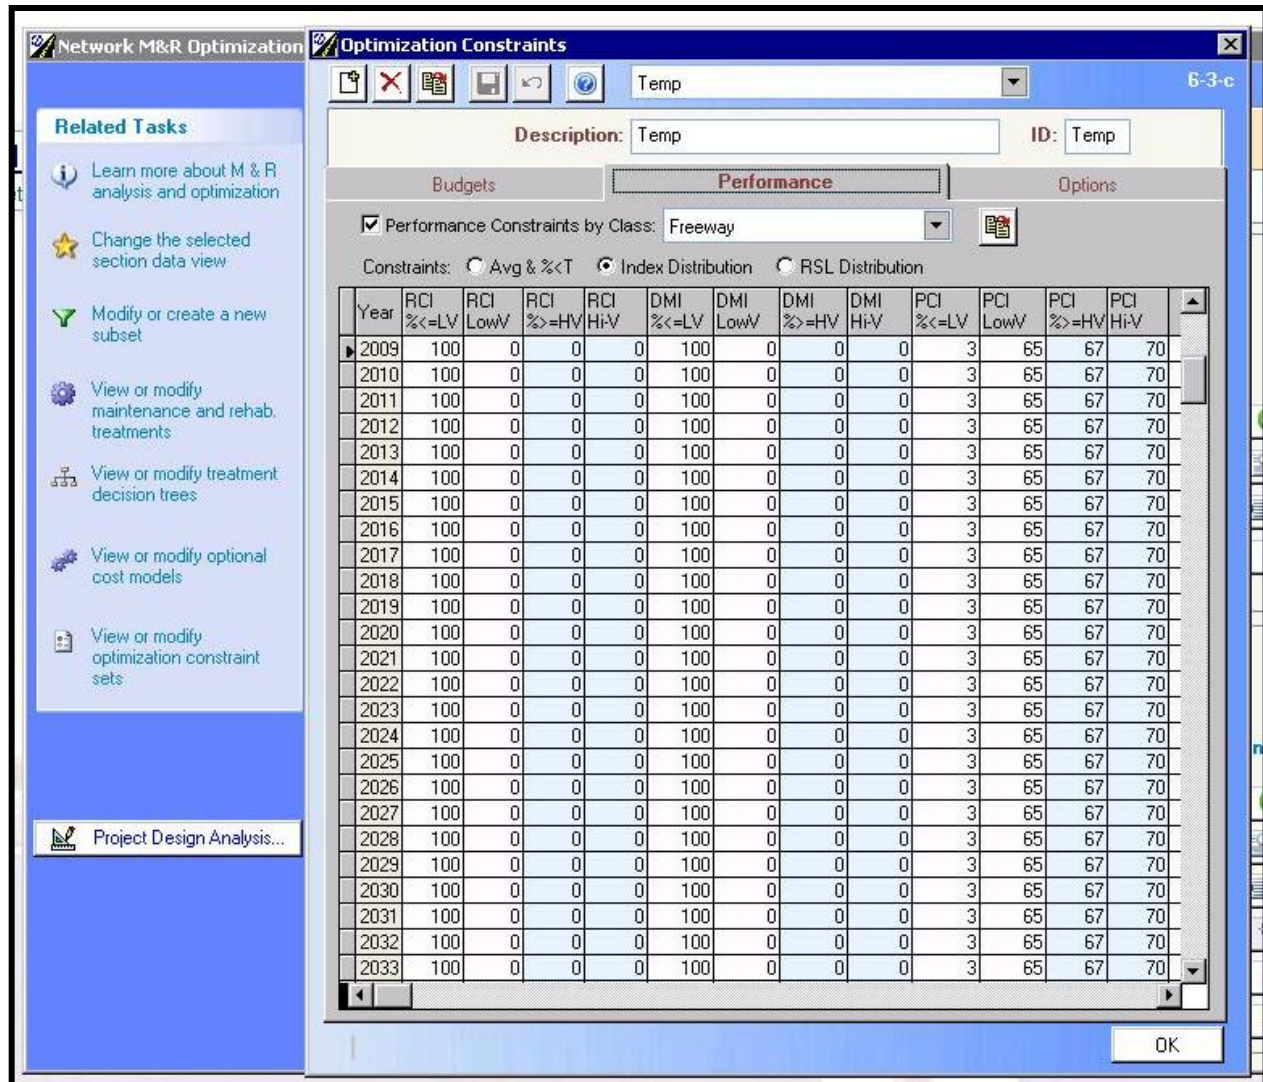 Network M&R Optimization
Optimization Constraints
Temp
6-3-c
Related Tasks
Learn more about M & R
analysis and optimization
Change the selected
section data view
Modify or create a new
subset
View or modify
maintenance and rehab.
treatments
View or modify treatment
decision trees
View or modify optional
cost models
View or modify
optimization constraint
sets
Project Design Analysis...
Description: Temp ID: Temp
Budgets Performance Options
Performance Constraints by Class: Freeway
Constraints: Avg & %<T Index Distribution RSL Distribution
Year RCI RCI RCI RCI DMI DMI DMI DMI PCI PCI PCI PCI
%<=LV LowV %>=HV Hi-V %<=LV LowV %>=HV Hi-V %<=LV LowV %>=HV Hi-V
2009 100 0 0 0 100 0 0 0 3 65 67 70
2010 100 0 0 0 100 0 0 0 3 65 67 70
2011 100 0 0 0 100 0 0 0 3 65 67 70
2012 100 0 0 0 100 0 0 0 3 65 67 70
2013 100 0 0 0 100 0 0 0 3 65 67 70
2014 100 0 0 0 100 0 0 0 3 65 67 70
2015 100 0 0 0 100 0 0 0 3 65 67 70
2016 100 0 0 0 100 0 0 0 3 65 67 70
2017 100 0 0 0 100 0 0 0 3 65 67 70
2018 100 0 0 0 100 0 0 0 3 65 67 70
2019 100 0 0 0 100 0 0 0 3 65 67 70
2020 100 0 0 0 100 0 0 0 3 65 67 70
2021 100 0 0 0 100 0 0 0 3 65 67 70
2022 100 0 0 0 100 0 0 0 3 65 67 70
2023 100 0 0 0 100 0 0 0 3 65 67 70
2024 100 0 0 0 100 0 0 0 3 65 67 70
2025 100 0 0 0 100 0 0 0 3 65 67 70
2026 100 0 0 0 100 0 0 0 3 65 67 70
2027 100 0 0 0 100 0 0 0 3 65 67 70
2028 100 0 0 0 100 0 0 0 3 65 67 70
2029 100 0 0 0 100 0 0 0 3 65 67 70
2030 100 0 0 0 100 0 0 0 3 65 67 70
2031 100 0 0 0 100 0 0 0 3 65 67 70
2032 100 0 0 0 100 0 0 0 3 65 67 70
2033 100 0 0 0 100 0 0 0 3 65 67 70
OK